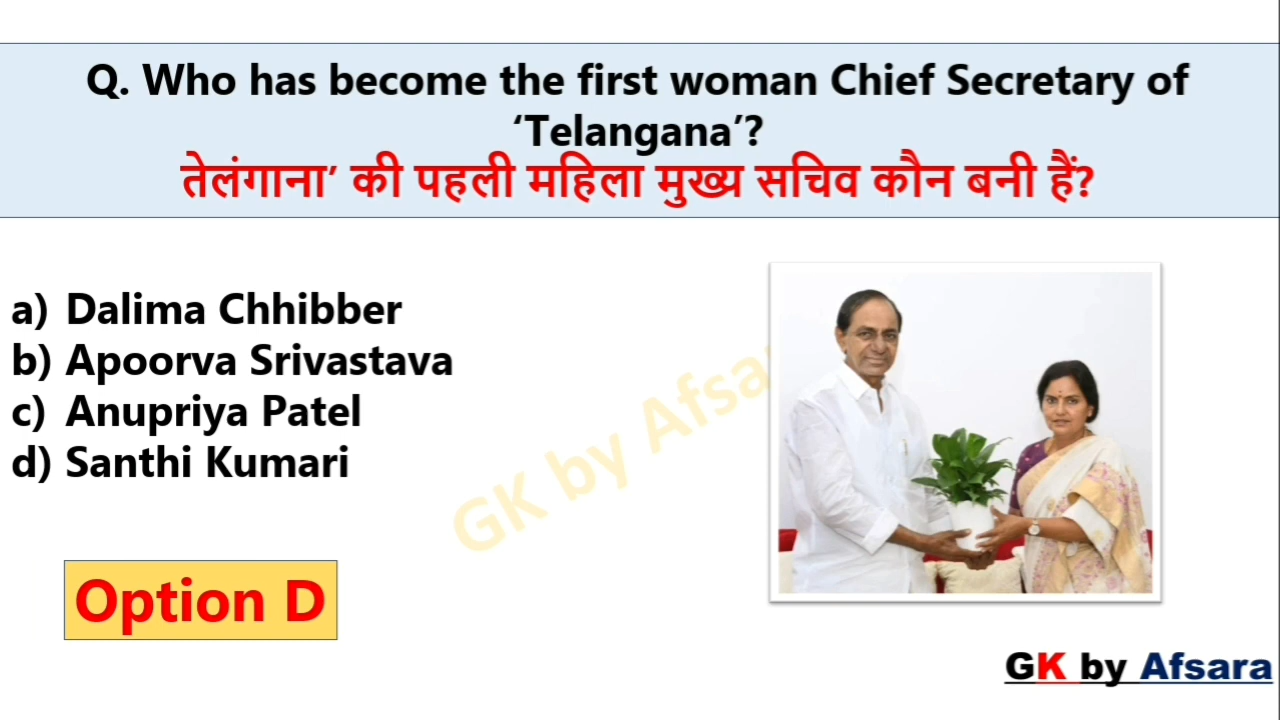 Q. Who has become the first woman Chief Secretary of
‘Telangana’?
तेलंगाना’ की पहली महिला मुख्य सचिव कौन बनी हैं?
a) Dalima Chhibber
b) Apoorva Srivastava
c) Anupriya Patel
d) Santhi Kumari
GK by Afsara
Option D
GK by Afsara